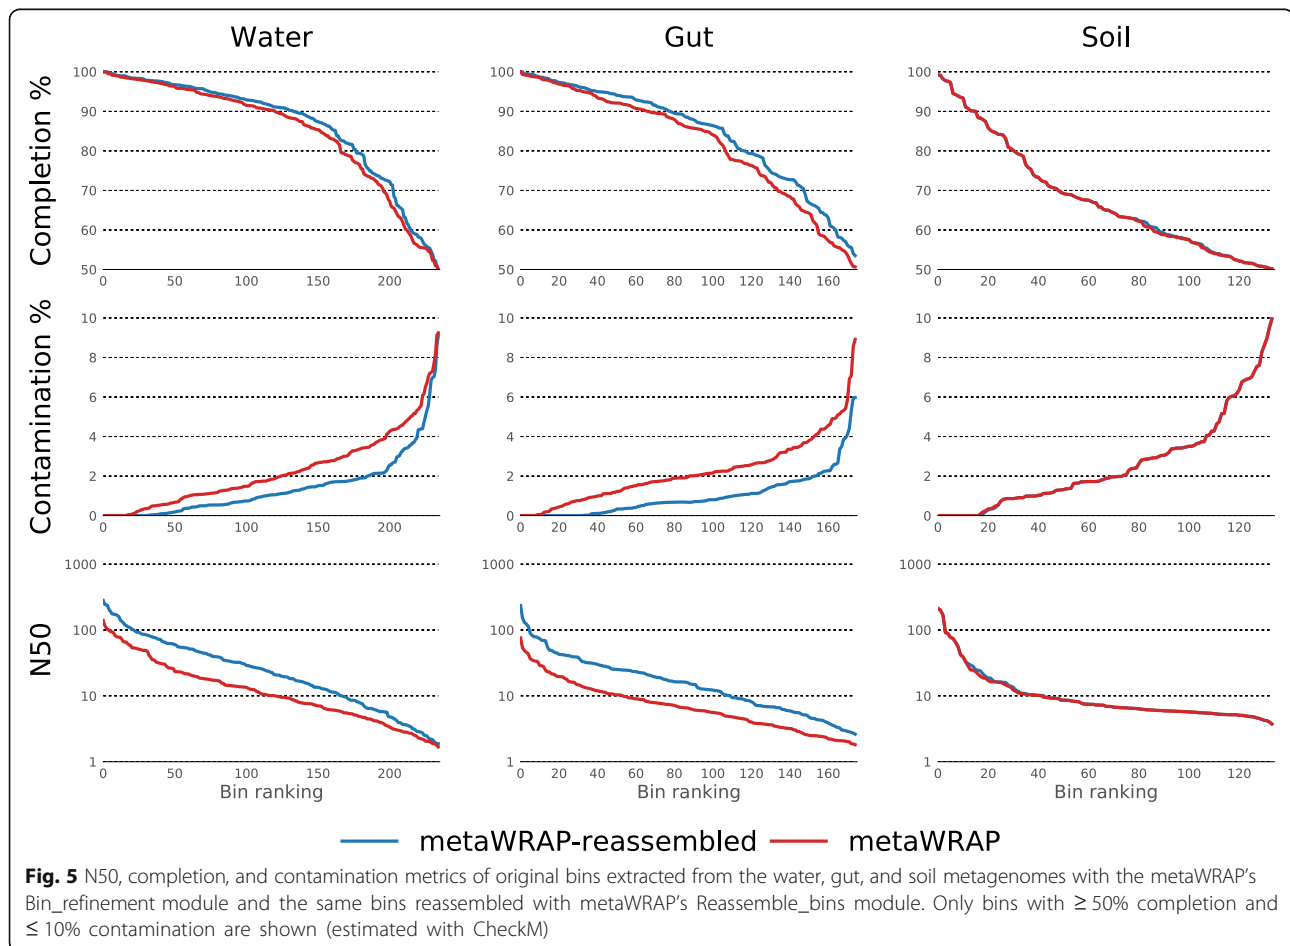 Water Gut Soil
Completion %
100 100 100
90 90 90
80 80 80
70 70 70
60 60 60
50 50 50
0 50 100 150 200 0 20 40 60 80 100 120 140 160 0 20 40 60 80 100 120
Contamination %
10 10 10
8 8 8
6 6 6
4 4 4
2 2 2
0 0 0
0 50 100 150 200 0 20 40 60 80 100 120 140 160 0 20 40 60 80 100 120
N50
1000 1000 1000
100 100 100
10 10 10
1 1 1
0 50 100 150 200 0 20 40 60 80 100 120 140 160 0 20 40 60 80 100 120
Bin ranking Bin ranking Bin ranking
metaWRAP-reassembled metaWRAP
Fig. 5 N50, completion, and contamination metrics of original bins extracted from the water, gut, and soil metagenomes with the metaWRAP's
Bin_refinement module and the same bins reassembled with metaWRAP's Reassemble_bins module. Only bins with ≥ 50% completion and
≤ 10% contamination are shown (estimated with CheckM)